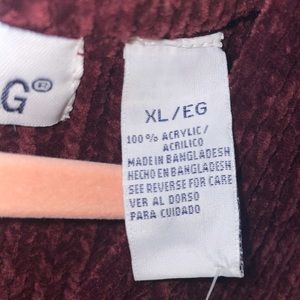 G®
XL/EG
100% ACRYLIC/
ACRILICO
MADE IN BANGLADESH
HECHO EN BANGLADESH
SEE REVERSE FOR CARE
VER AL DORSO
PARA CUIDADO